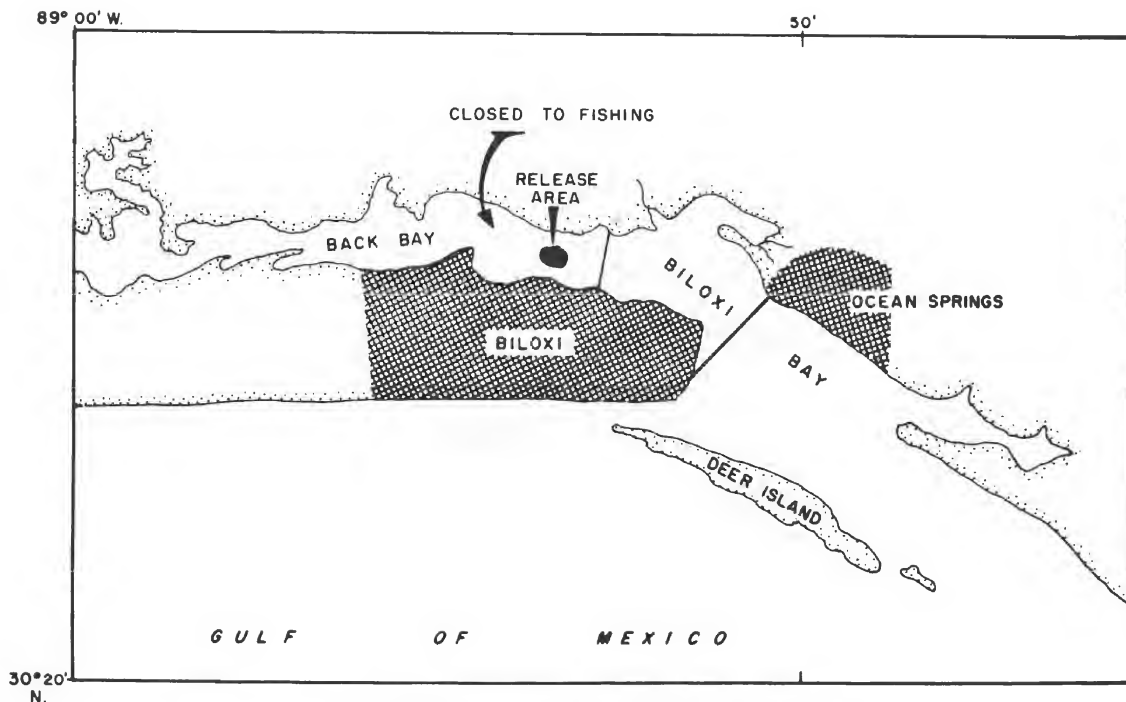 89° 00' W.
50'
CLOSED TO FISHING
RELEASE
AREA
BACK BAY
BILOXI
OCEAN SPRINGS
BILOXI
BAY
DEER ISLAND
GULF OF MEXICO
30°20'
N.